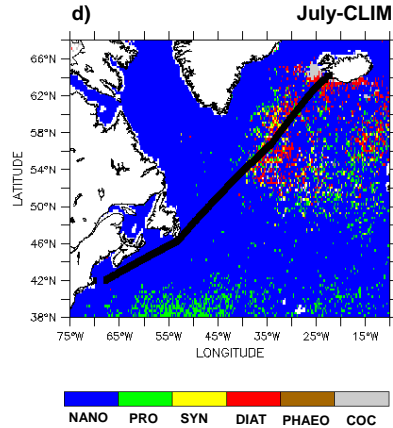 d) July-CLIM
66°N
62°N
58°N
54°N
50°N
46°N
42°N
38°N
LATITUDE
75°W 65°W 55°W 45°W 35°W 25°W 15°W
LONGITUDE
NANO PRO SYN DIAT PHAEO COC